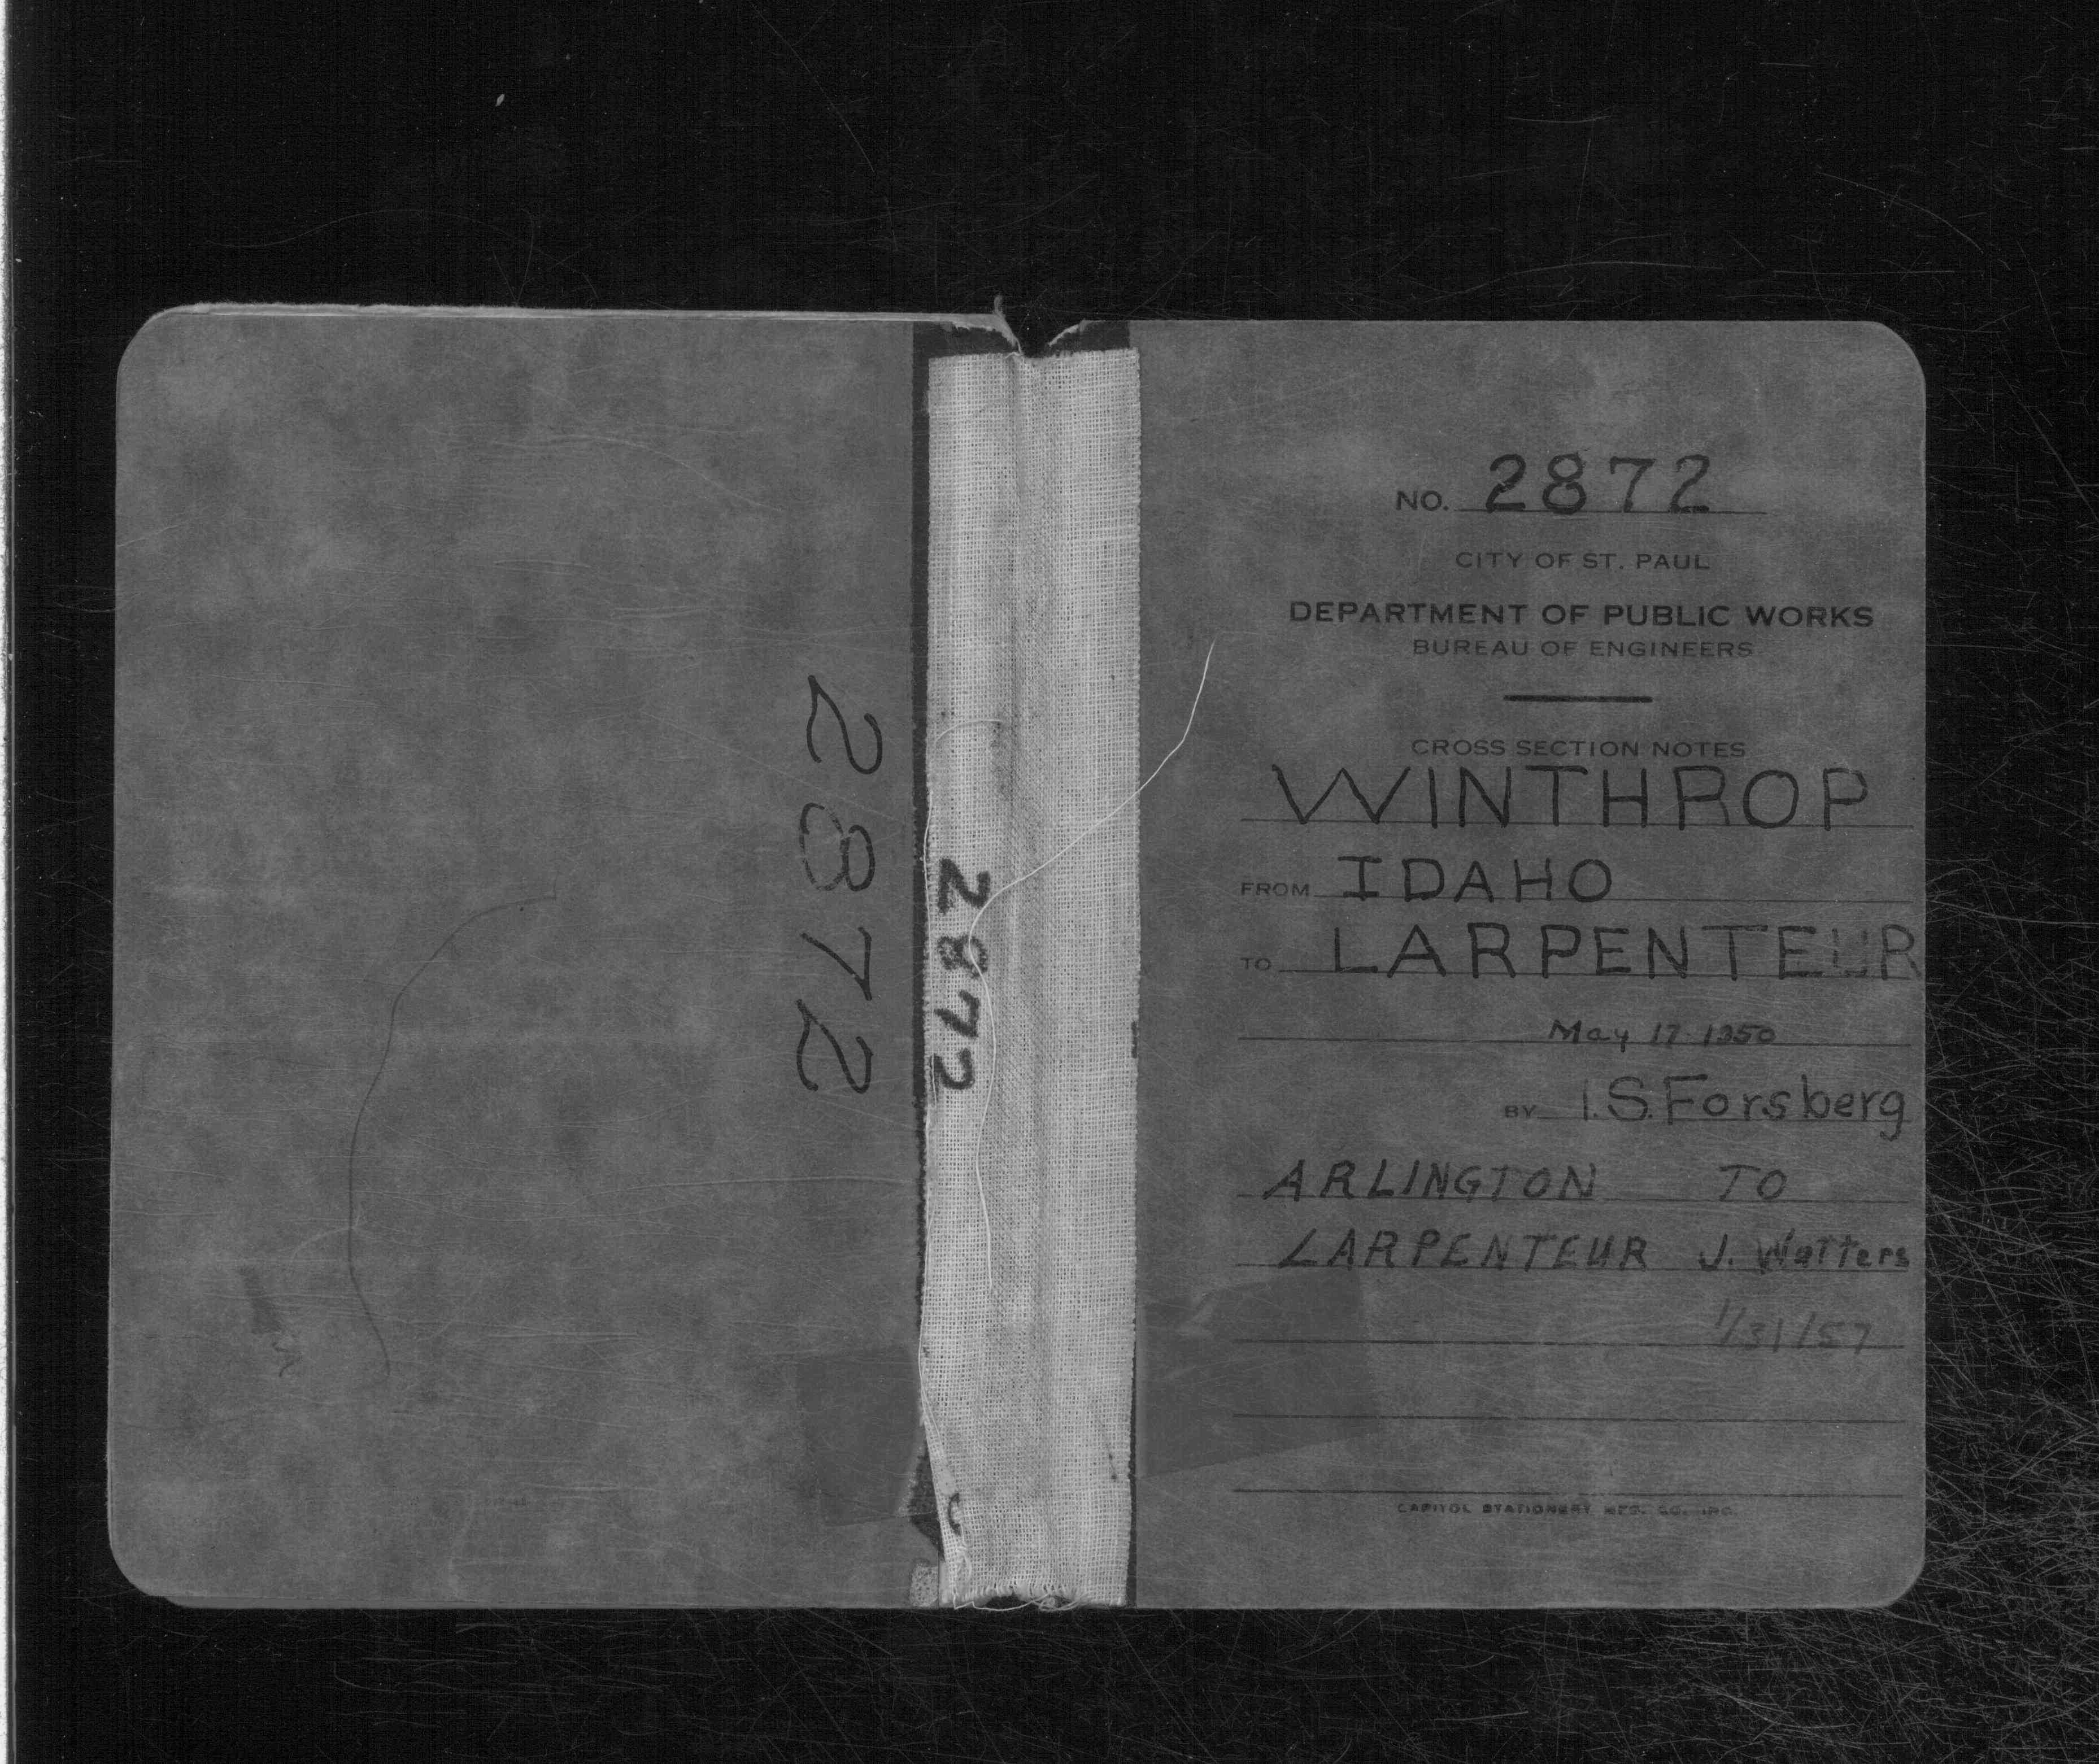 2872
2872
NO. 2872
CITY OF ST. PAUL
DEPARTMENT OF PUBLIC WORKS
BUREAU OF ENGINEERS
CROSS SECTION NOTES
WINTHROP
FROM IDAHO
TO LARPENTEUR
May 17 1950
BY I.S. Forsberg
ARLINGTON TO
LARPENTEUR J. Watters
1/31/57
CAPITOL STATIONERY MFG. CO. INC.